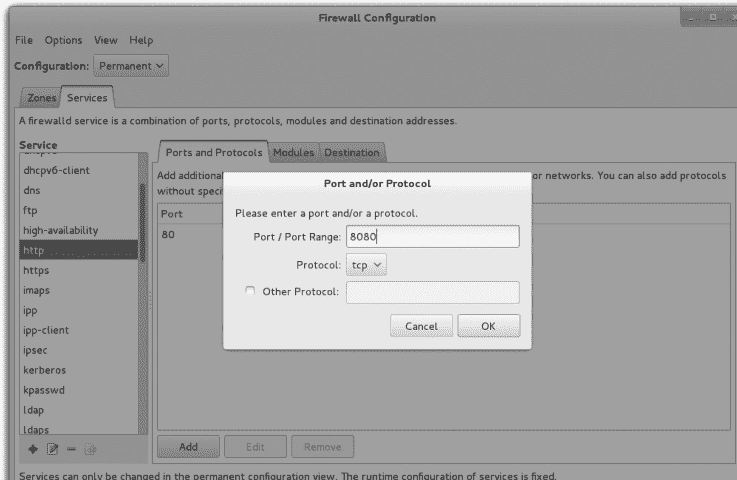 Firewall Configuration
File Options View Help
Configuration: Permanent
Zones Services
A firewalld service is a combination of ports, protocols, modules and destination addresses.
Service
dhcpv6-client
dns
ftp
high-availability
http
https
imaps
ipp
ipp-client
ipsec
kerberos
kpasswd
ldap
ldaps
Ports and Protocols Modules Destination
Add additional or networks. You can also add protocols
without speci
Port
80
Port and/or Protocol
Please enter a port and/or a protocol.
Port / Port Range: 8080
Protocol: tcp
Other Protocol:
Cancel OK
Add Edit Remove
Services can only be changed in the permanent configuration view. The runtime configuration of services is fixed.